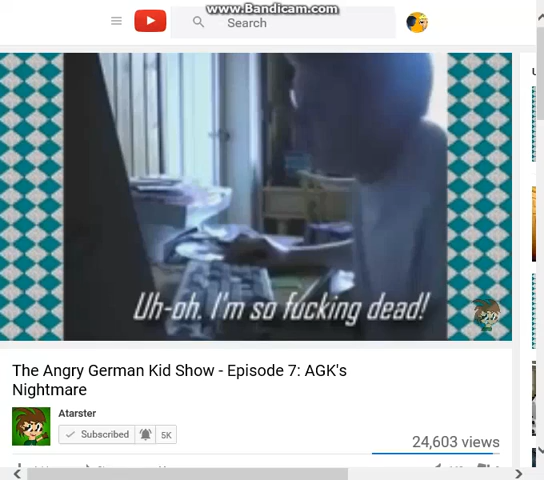 www.Bandicam.com
Search
Uh-oh. I'm so fucking dead!
The Angry German Kid Show - Episode 7: AGK's
Nightmare
Atarster
Subscribed
5K
24,603 views